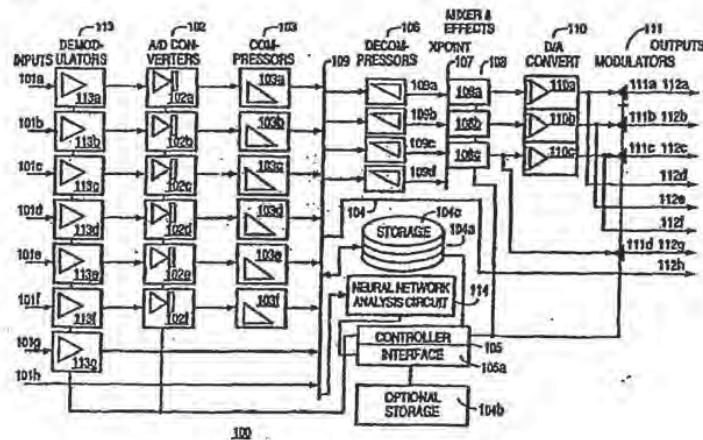 113 102 103 106 MIXER & EFFECTS 110 111
INPUTS DEMOD-ULATORS A/D CON-VERTERS COM-PRESSORS 109 DECOM-PRESSORS XPOINT 107 108 D/A CONVERT MODULATORS OUTPUTS
101a 113a 102a 103a 109a 108a 110a 111a 112a
101b 113b 102b 103b 109b 108b 110b 111b 112b
101c 113c 102c 103c 109c 108c 110c 111c 112c
101d 113d 102d 103d 109d 112d
112e
104 104c 112f
101e 113e 102e 103e STORAGE 104a 111d 112g
112h
101f 113f 102f 103f NEURAL NETWORK
ANALYSIS CIRCUIT 114
101g 113g CONTROLLER 105
INTERFACE 105a
101h OPTIONAL
STORAGE 104b
100